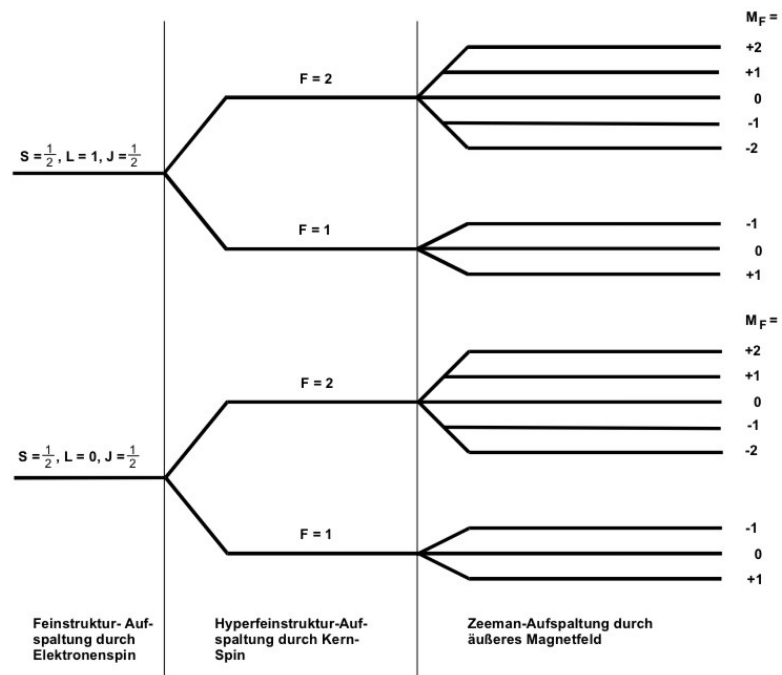 M_F =
+2
+1
0
-1
-2
F = 2
S = 1/2, L = 1, J = 1/2
F = 1
-1
0
+1
M_F =
+2
+1
0
-1
-2
F = 2
S = 1/2, L = 0, J = 1/2
F = 1
-1
0
+1
Feinstruktur- Auf-
spaltung durch
Elektronenspin
Hyperfeinstruktur-Auf-
spaltung durch Kern-
Spin
Zeeman-Aufspaltung durch
äußeres Magnetfeld